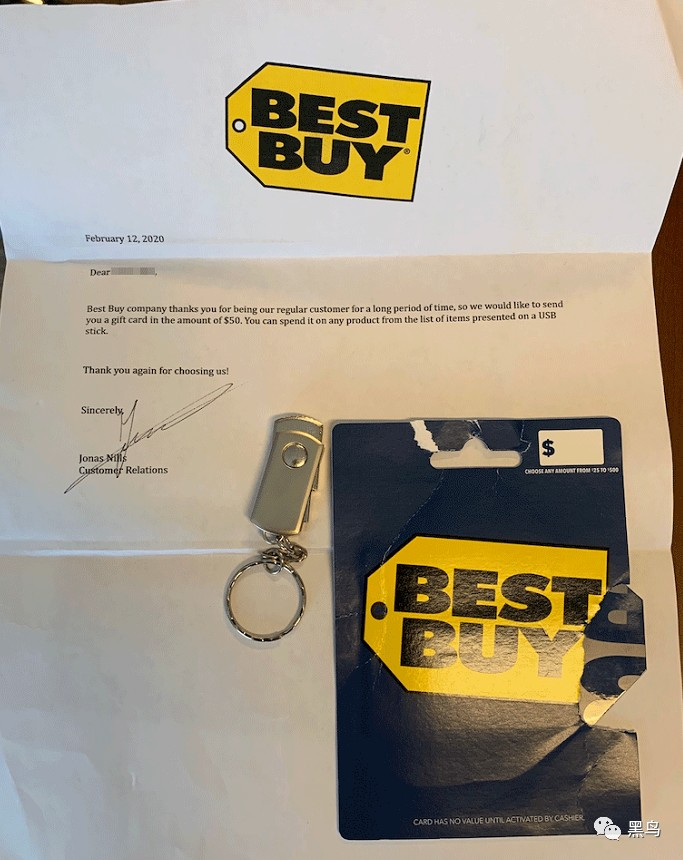 BEST
BUY®
February 12, 2020
Dear
Best Buy company thanks you for being our regular customer for a long period of time, so we would like to send
you a gift card in the amount of $50. You can spend it on any product from the list of items presented on a USB
stick.
Thank you again for choosing us!
Sincerely,
Jonas Nills
Customer Relations
$
CHOOSE ANY AMOUNT FROM $25 TO $500
BEST
BUY
CARD HAS NO VALUE UNTIL ACTIVATED BY CASHIER.
黑鸟